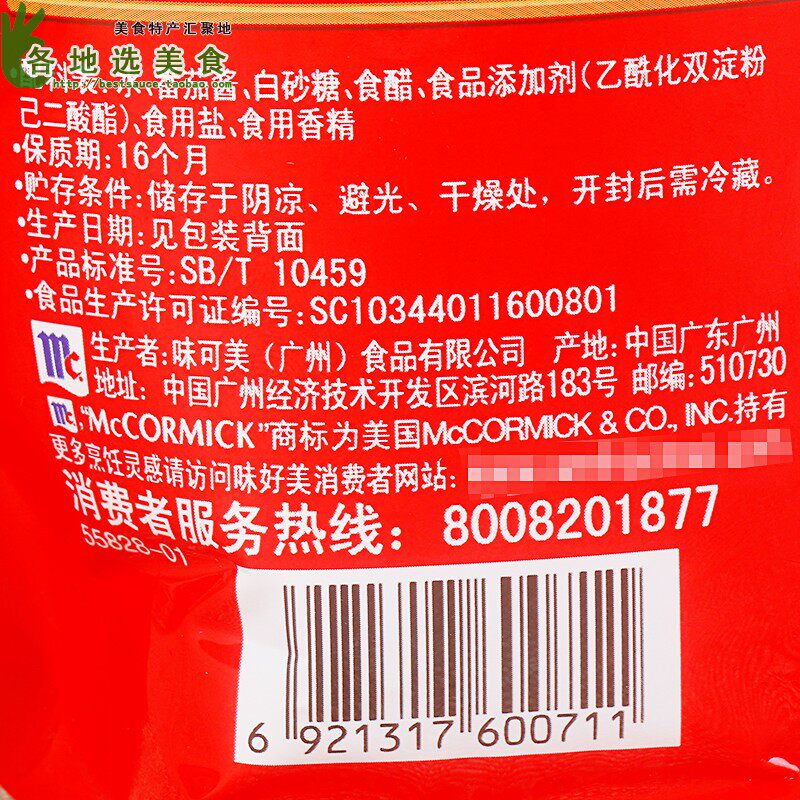 美食特产汇聚地
各地选美食
http://bestsauce.taobao.com
番茄酱、白砂糖、食醋、食品添加剂(乙酰化双淀粉
己二酸酯)、食用盐、食用香精
•保质期:16个月
•贮存条件:储存于阴凉、避光、干燥处，开封后需冷藏。
•生产日期:见包装背面
•产品标准号:SB/T 10459
•食品生产许可证编号:SC10344011600801
Mc 生产者:味可美（广州）食品有限公司 产地:中国广东广州
地址: 中国广州经济技术开发区滨河路183号 邮编:510730
Mc "McCORMICK"商标为美国McCORMICK & CO., INC.持有
更多烹饪灵感请访问味好美消费者网站:
消费者服务热线: 8008201877
55828-01
6 921317 600711